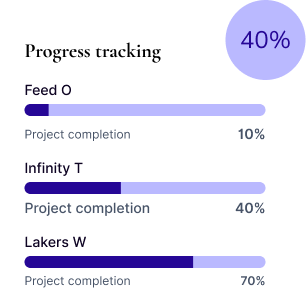 40%
Progress tracking
Feed O
Project completion 10%
Infinity T
Project completion 40%
Lakers W
Project completion 70%